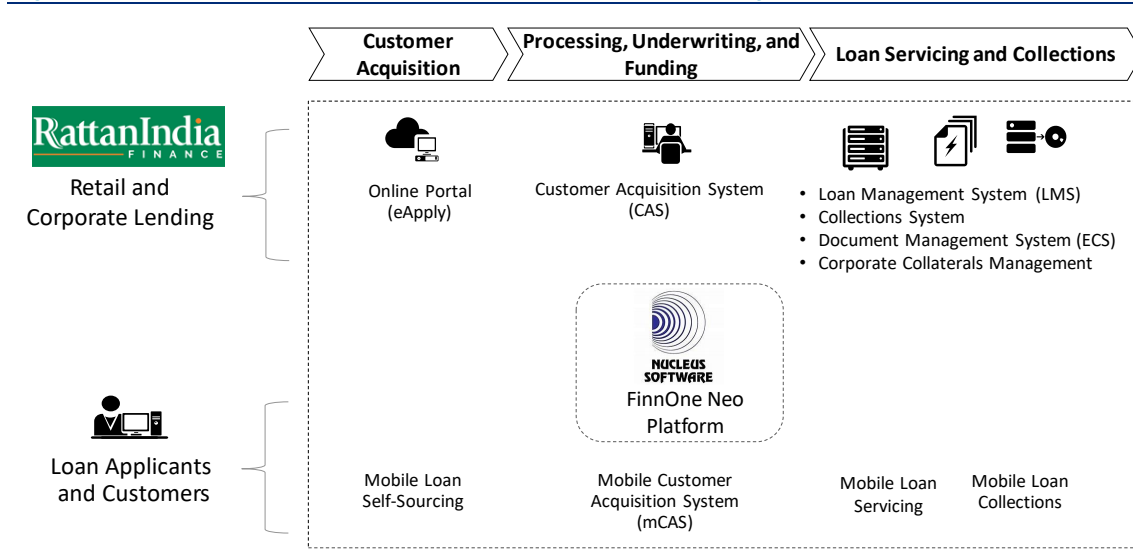 Customer
Acquisition
Processing, Underwriting, and
Funding
Loan Servicing and Collections
RattanIndia
FINANCE
Retail and
Corporate Lending
Online Portal
(eApply)
Customer Acquisition System
(CAS)
• Loan Management System (LMS)
• Collections System
• Document Management System (ECS)
• Corporate Collaterals Management
NUCLEUS
SOFTWARE
FinnOne Neo
Platform
Loan Applicants
and Customers
Mobile Loan
Self-Sourcing
Mobile Customer
Acquisition System
(mCAS)
Mobile Loan
Servicing
Mobile Loan
Collections